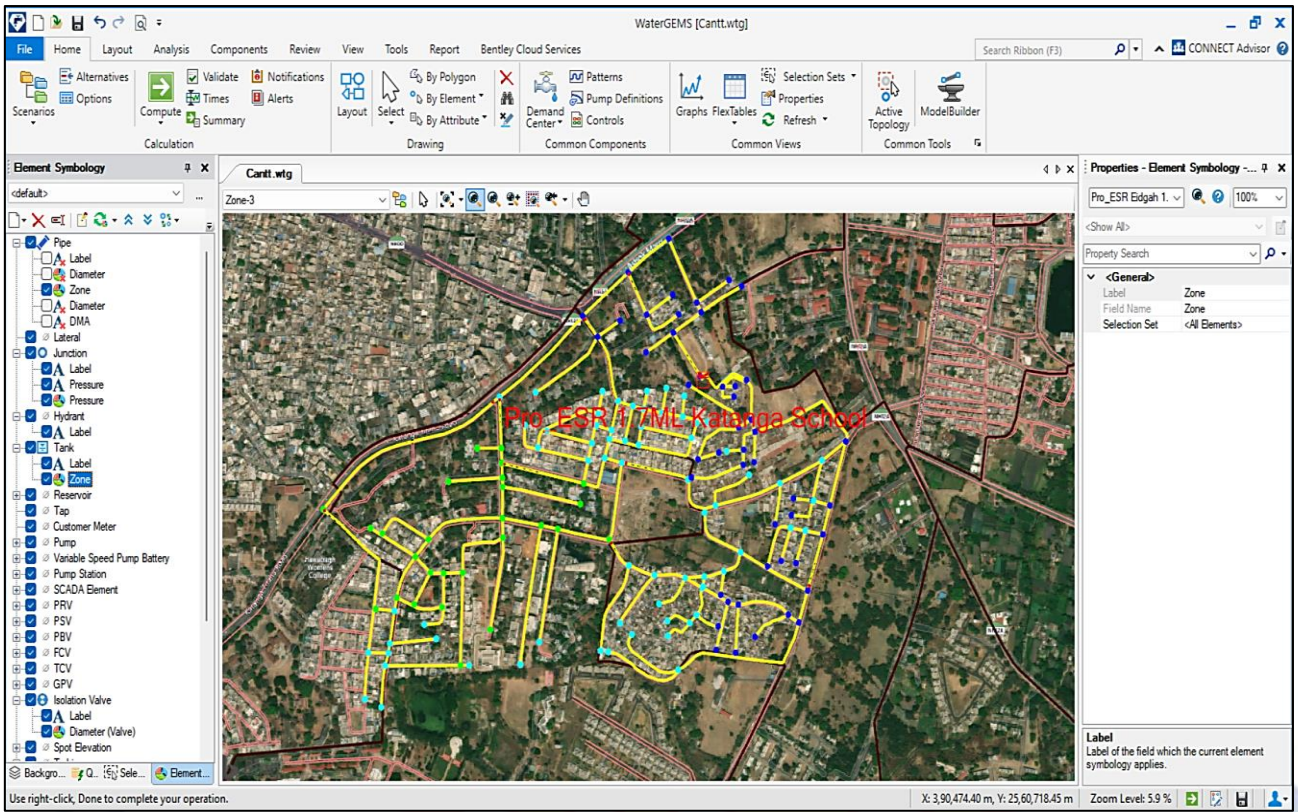 WaterGEMS [Cantt.wtg]
File Home Layout Analysis Components Review View Tools Report Bentley Cloud Services
Search Ribbon (F3)
CONNECT Advisor
Scenarios
Alternatives
Options
Compute
Validate
Times
Summary
Notifications
Alerts
Calculation
Layout
Select
By Polygon
By Element
By Attribute
Drawing
Demand Center
Patterns
Pump Definitions
Controls
Common Components
Graphs
FlexTables
Selection Sets
Properties
Refresh
Common Views
Active Topology
ModelBuilder
Common Tools
Element Symbology
<default>
...
Pipe
Label
Diameter
Zone
Diameter
DMA
Lateral
Junction
Label
Pressure
Pressure
Hydrant
Label
Tank
Label
Zone
Reservoir
Tap
Customer Meter
Pump
Variable Speed Pump Battery
Pump Station
SCADA Element
PRV
PSV
PBV
FCV
TCV
GPV
Isolation Valve
Label
Diameter (Valve)
Spot Elevation
Backgro... Q... Sele... Element...
Cantt.wtg
Zone-3
Pro_ESR 1.7ML Katanga School
Hawabagh
Womens
College
Properties - Element Symbology -...
Pro_ESR Eidgah 1.
100%
<Show All>
Property Search
<General>
Label Zone
Field Name Zone
Selection Set <All Elements>
Label
Label of the field which the current element
symbology applies.
Use right-click, Done to complete your operation.
X: 3,90,474.40 m, Y: 25,60,718.45 m
Zoom Level: 5.9 %